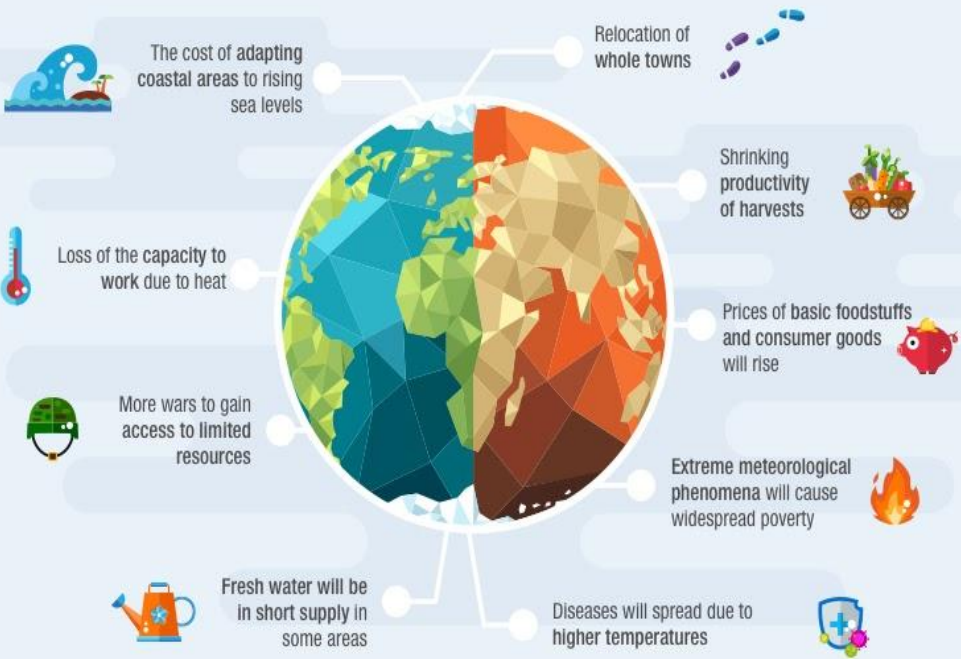 The cost of adapting
coastal areas to rising
sea levels
Relocation of
whole towns
Shrinking
productivity
of harvests
Loss of the capacity to
work due to heat
Prices of basic foodstuffs
and consumer goods
will rise
More wars to gain
access to limited
resources
Extreme meteorological
phenomena will cause
widespread poverty
Fresh water will be
in short supply in
some areas
Diseases will spread due to
higher temperatures